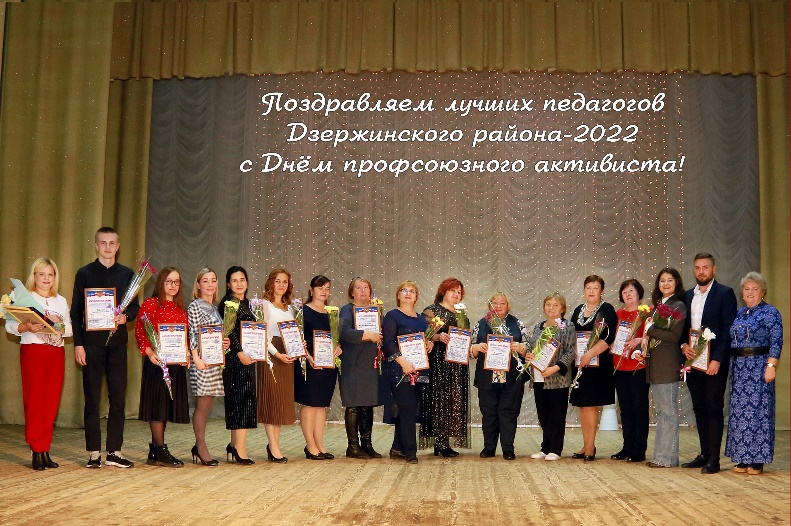 Поздравляем лучших педагогов
Дзержинского района-2022
с Днём профсоюзного активиста!